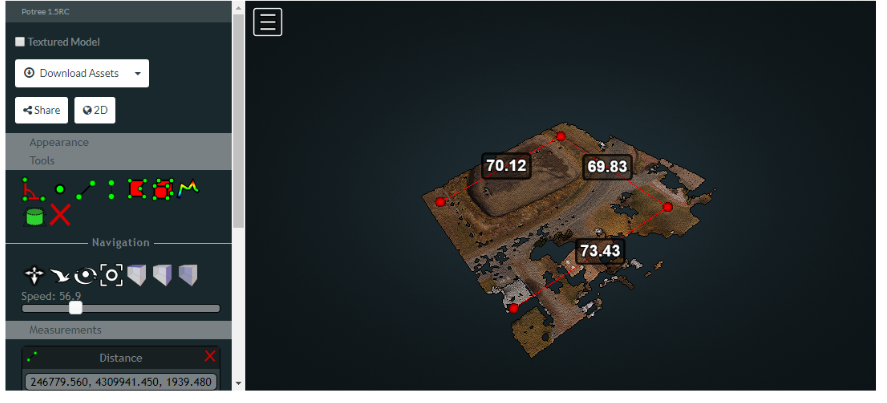 Potree 1.5RC
Textured Model
Download Assets
Share 2D
Appearance
Tools
Navigation
Speed: 56.9
Measurements
Distance
246779.560, 4309941.450, 1939.480
70.12
69.83
73.43